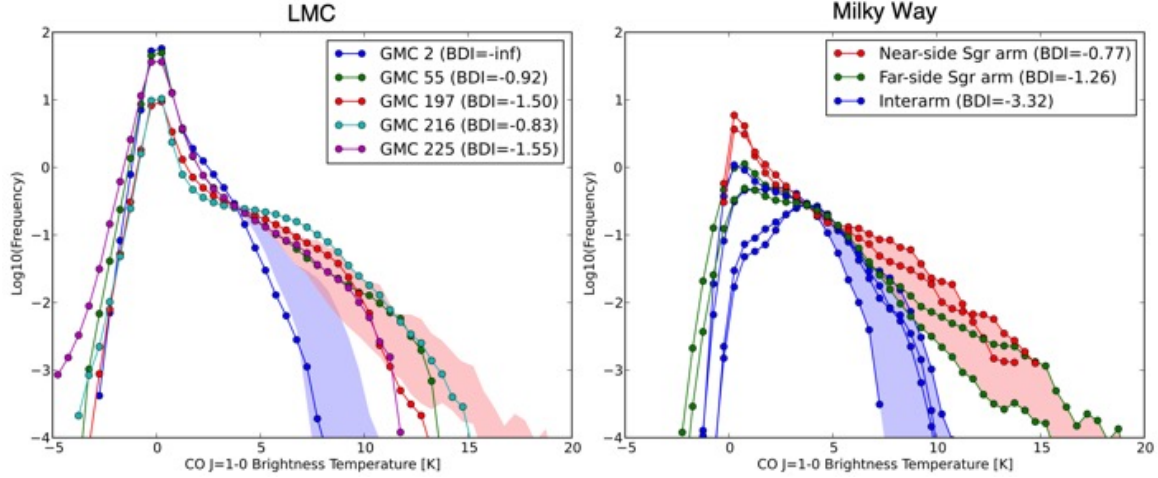 LMC
GMC 2 (BDI=-inf)
GMC 55 (BDI=-0.92)
GMC 197 (BDI=-1.50)
GMC 216 (BDI=-0.83)
GMC 225 (BDI=-1.55)
Log10(Frequency)
2
1
0
−1
−2
−3
−4
−5
0
5
10
15
20
CO J=1-0 Brightness Temperature [K]
Milky Way
Near-side Sgr arm (BDI=-0.77)
Far-side Sgr arm (BDI=-1.26)
Interarm (BDI=-3.32)
Log10(Frequency)
2
1
0
−1
−2
−3
−4
−5
0
5
10
15
20
CO J=1-0 Brightness Temperature [K]